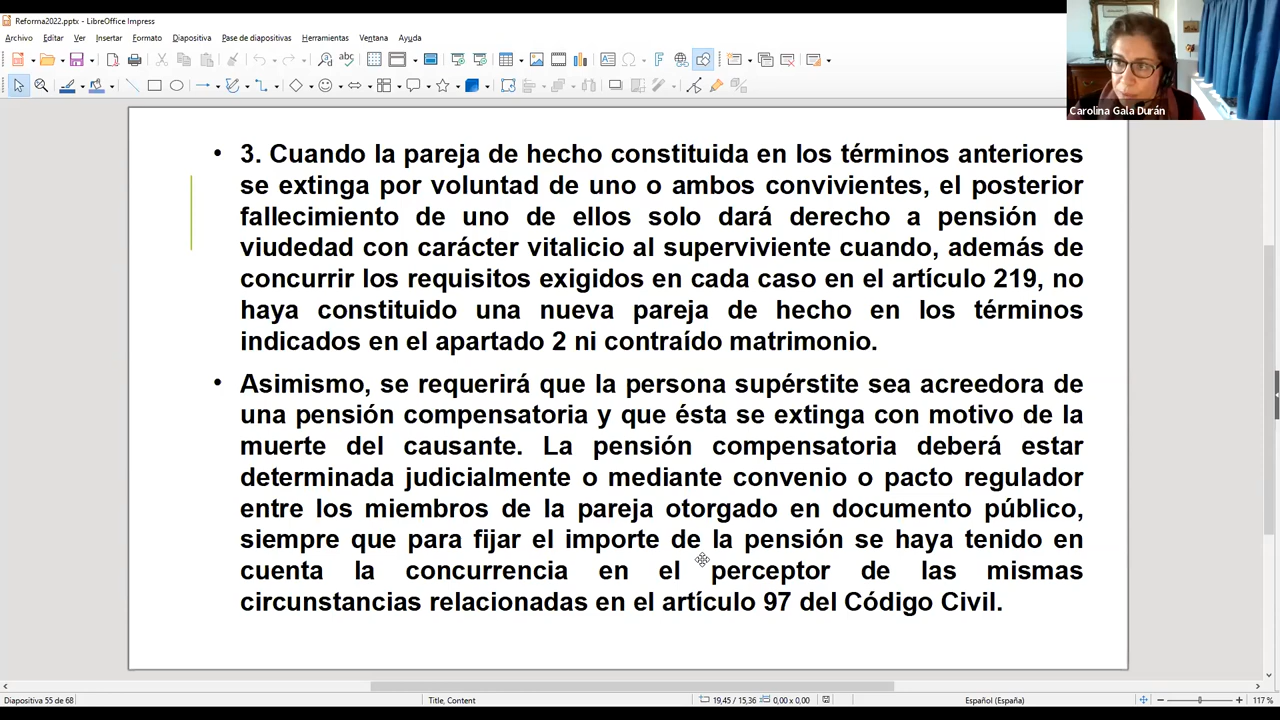 Reforma2022.pptx - LibreOffice Impress
Archivo Editar Ver Insertar Formato Diapositiva Pase de diapositivas Herramientas Ventana Ayuda
Carolina Gala Durán
• 3. Cuando la pareja de hecho constituida en los términos anteriores
se extinga por voluntad de uno o ambos convivientes, el posterior
fallecimiento de uno de ellos solo dará derecho a pensión de
viudedad con carácter vitalicio al superviviente cuando, además de
concurrir los requisitos exigidos en cada caso en el artículo 219, no
haya constituido una nueva pareja de hecho en los términos
indicados en el apartado 2 ni contraído matrimonio.
• Asimismo, se requerirá que la persona supérstite sea acreedora de
una pensión compensatoria y que ésta se extinga con motivo de la
muerte del causante. La pensión compensatoria deberá estar
determinada judicialmente o mediante convenio o pacto regulador
entre los miembros de la pareja otorgado en documento público,
siempre que para fijar el importe de la pensión se haya tenido en
cuenta la concurrencia en el perceptor de las mismas
circunstancias relacionadas en el artículo 97 del Código Civil.
Diapositiva 55 de 68 Title, Content 19,45 / 15,36 0,00 x 0,00 Español (España) 117 %